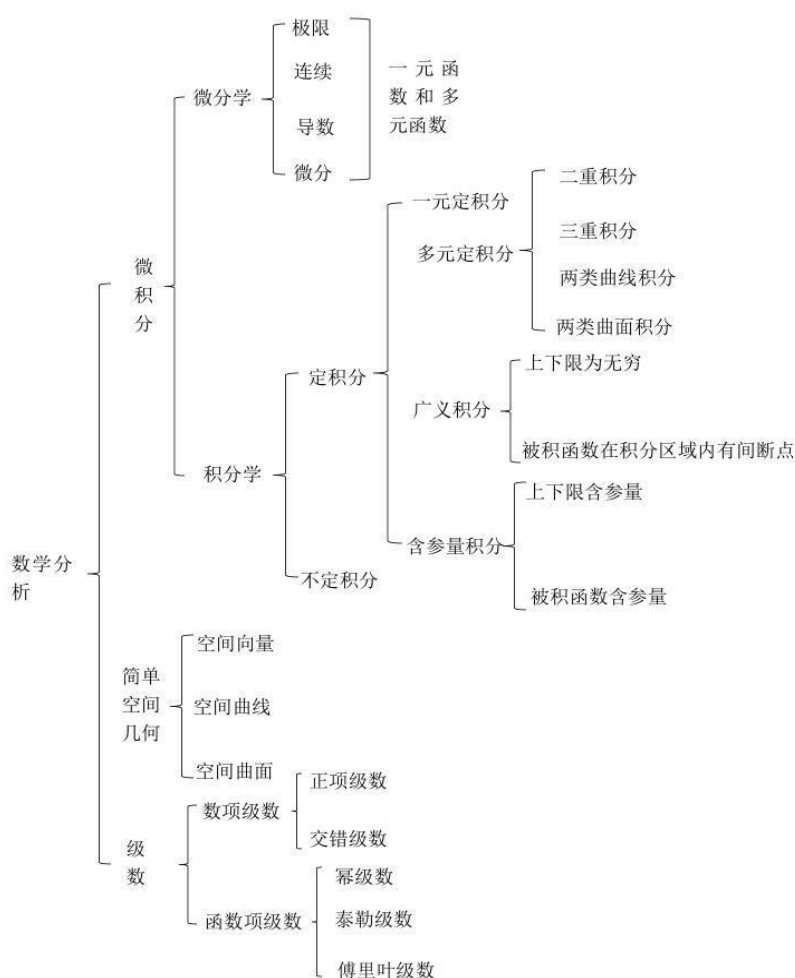 极限
连续
导数
微分
一元函
数和多
元函数
微分学
微
积
分
积分学
定积分
不定积分
一元定积分
多元定积分
二重积分
三重积分
两类曲线积分
两类曲面积分
广义积分
上下限为无穷
被积函数在积分区域内有间断点
含参量积分
上下限含参量
被积函数含参量
数学分
析
简单
空间
几何
空间向量
空间曲线
空间曲面
级
数
数项级数
正项级数
交错级数
函数项级数
幂级数
泰勒级数
傅里叶级数